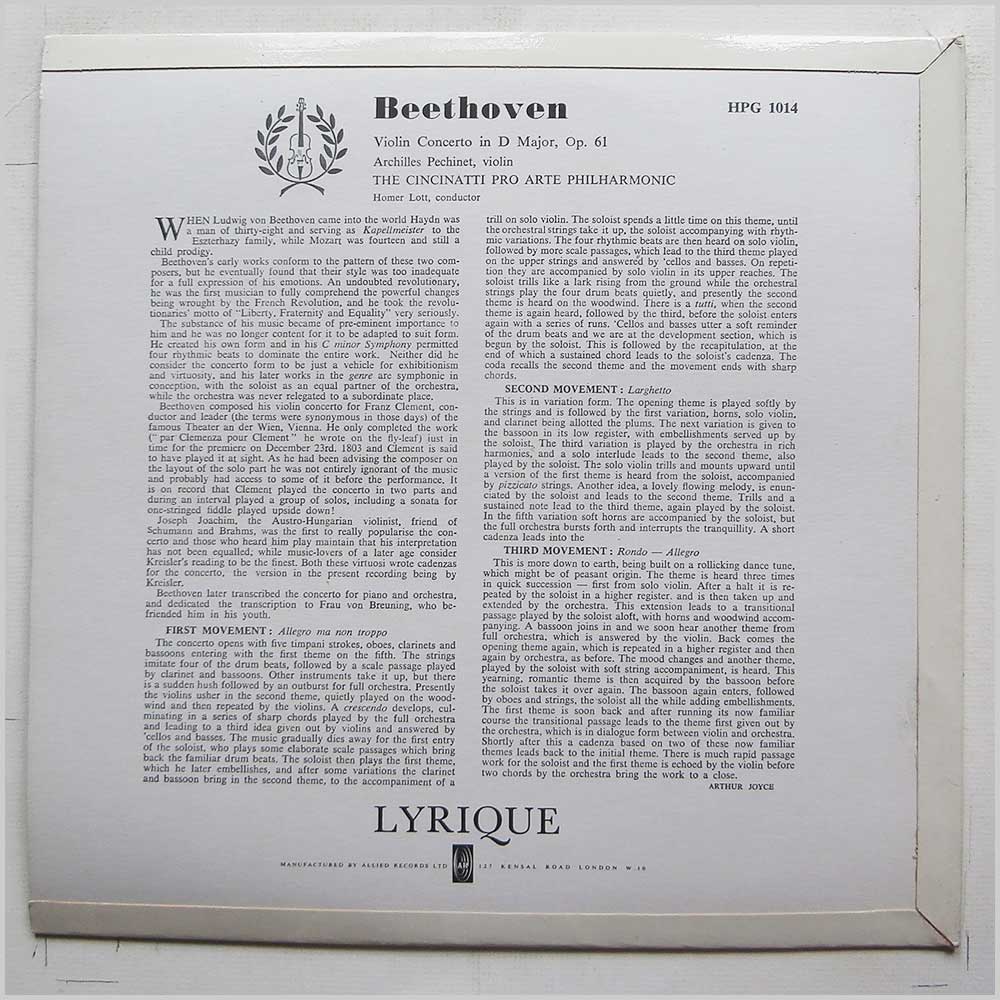 Beethoven
HPG 1014
Violin Concerto in D Major, Op. 61
Archilles Pechinet, violin
THE CINCINATTI PRO ARTE PHILHARMONIC
Homer Lott, conductor
WHEN Ludwig von Beethoven came into the world Haydn was
a man of thirty-eight and serving as Kapellmeister to the
Eszterhazy family, while Mozart was fourteen and still a
child prodigy.
Beethoven's early works conform to the pattern of these two com-
posers, but he eventually found that their style was too inadequate
for a full expression of his emotions. An undoubted revolutionary,
he was the first musician to fully comprehend the powerful changes
being wrought by the French Revolution, and he took the revolu-
tionaries' motto of "Liberty, Fraternity and Equality" very seriously.
The substance of his music became of pre-eminent importance to
him and he was no longer content for it to be adapted to suit form.
He created his own form and in his C minor Symphony permitted
four rhythmic beats to dominate the entire work. Neither did he
consider the concerto form to be just a vehicle for exhibitionism
and virtuosity, and his later works in the genre are symphonic in
conception, with the soloist as an equal partner of the orchestra,
while the orchestra was never relegated to a subordinate place.
Beethoven composed his violin concerto for Franz Clement, con-
ductor and leader (the terms were synonymous in those days) of the
famous Theater an der Wien, Vienna. He only completed the work
("par Clemenza pour Clement" he wrote on the fly-leaf) just in
time for the premiere on December 23rd. 1803 and Clement is said
to have played it at sight. As he had been advising the composer on
the layout of the solo part he was not entirely ignorant of the music
and probably had access to some of it before the performance. It
is on record that Clement played the concerto in two parts and
during an interval played a group of solos, including a sonata for
one-stringed fiddle played upside down!
Joseph Joachim, the Austro-Hungarian violinist, friend of
Schumann and Brahms, was the first to really popularise the con-
certo and those who heard him play maintain that his interpretation
has not been equalled, while music-lovers of a later age consider
Kreisler's reading to be the finest. Both these virtuosi wrote cadenzas
for the concerto, the version in the present recording being by
Kreisler.
Beethoven later transcribed the concerto for piano and orchestra,
and dedicated the transcription to Frau von Breuning, who be-
friended him in his youth.
FIRST MOVEMENT : Allegro ma non troppo
The concerto opens with five timpani strokes, oboes, clarinets and
bassoons entering with the first theme on the fifth. The strings
imitate four of the drum beats, followed by a scale passage played
by clarinet and bassoons. Other instruments take it up, but there
is a sudden hush followed by an outburst for full orchestra. Presently
the violins usher in the second theme, quietly played on the wood-
wind and then repeated by the violins. A crescendo develops, cul-
minating in a series of sharp chords played by the full orchestra
and leading to a third idea given out by violins and answered by
'cellos and basses. The music gradually dies away for the first entry
of the soloist, who plays some elaborate scale passages which bring
back the familiar drum beats. The soloist then plays the first theme,
which he later embellishes, and after some variations the clarinet
and bassoon bring in the second theme, to the accompaniment of a
trill on solo violin. The soloist spends a little time on this theme, until
the orchestral strings take it up, the soloist accompanying with rhyth-
mic variations. The four rhythmic beats are then heard on solo violin,
followed by more scale passages, which lead to the third theme played
on the upper strings and answered by 'cellos and basses. On repeti-
tion they are accompanied by solo violin in its upper reaches. The
soloist trills like a lark rising from the ground while the orchestral
strings play the four drum beats quietly, and presently the second
theme is heard on the woodwind. There is a tutti, when the second
theme is again heard, followed by the third, before the soloist enters
again with a series of runs. 'Cellos and basses utter a soft reminder
of the drum beats and we are at the development section, which is
begun by the soloist. This is followed by the recapitulation, at the
end of which a sustained chord leads to the soloist's cadenza. The
coda recalls the second theme and the movement ends with sharp
chords.
SECOND MOVEMENT : Larghetto
This is in variation form. The opening theme is played softly by
the strings and is followed by the first variation, horns, solo violin,
and clarinet being allotted the plums. The next variation is given to
the bassoon in its low register, with embellishments served up by
the soloist. The third variation is played by the orchestra in rich
harmonies, and a solo interlude leads to the second theme, also
played by the soloist. The solo violin trills and mounts upward until
a version of the first theme is heard from the soloist, accompanied
by pizzicato strings. Another idea, a lovely flowing melody, is enun-
ciated by the soloist and leads to the second theme. Trills and a
sustained note lead to the third theme, again played by the soloist.
In the fifth variation soft horns are accompanied by the soloist, but
the full orchestra bursts forth and interrupts the tranquillity. A short
cadenza leads into the
THIRD MOVEMENT : Rondo — Allegro
This is more down to earth, being built on a rollicking dance tune,
which might be of peasant origin. The theme is heard three times
in quick succession — first from solo violin. After a halt it is re-
peated by the soloist in a higher register. and is then taken up and
extended by the orchestra. This extension leads to a transitional
passage played by the soloist aloft, with horns and woodwind accom-
panying. A bassoon joins in and we soon hear another theme from
full orchestra, which is answered by the violin. Back comes the
opening theme again, which is repeated in a higher register and then
again by orchestra, as before. The mood changes and another theme,
played by the soloist with soft string accompaniment, is heard. This
yearning, romantic theme is then acquired by the bassoon before
the soloist takes it over again. The bassoon again enters, followed
by oboes and strings, the soloist all the while adding embellishments.
The first theme is soon back and after running its now familiar
course the transitional passage leads to the theme first given out by
the orchestra, which is in dialogue form between violin and orchestra.
Shortly after this a cadenza based on two of these now familiar
themes leads back to the initial theme. There is much rapid passage
work for the soloist and the first theme is echoed by the violin before
two chords by the orchestra bring the work to a close.
ARTHUR JOYCE
LYRIQUE
MANUFACTURED BY ALLIED RECORDS LTD AR 127 KENSAL ROAD LONDON W.10